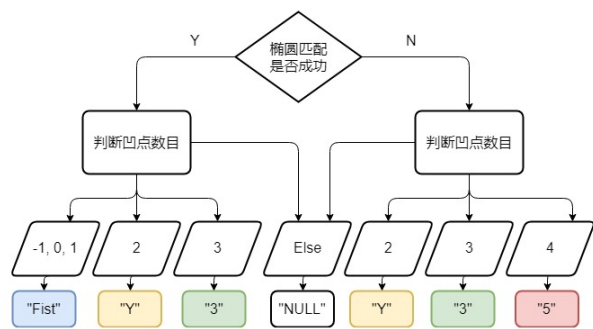 椭圆匹配
是否成功
Y
N
判断凹点数目
判断凹点数目
-1, 0, 1
2
3
Else
2
3
4
"Fist"
"Y"
"3"
"NULL"
"Y"
"3"
"5"